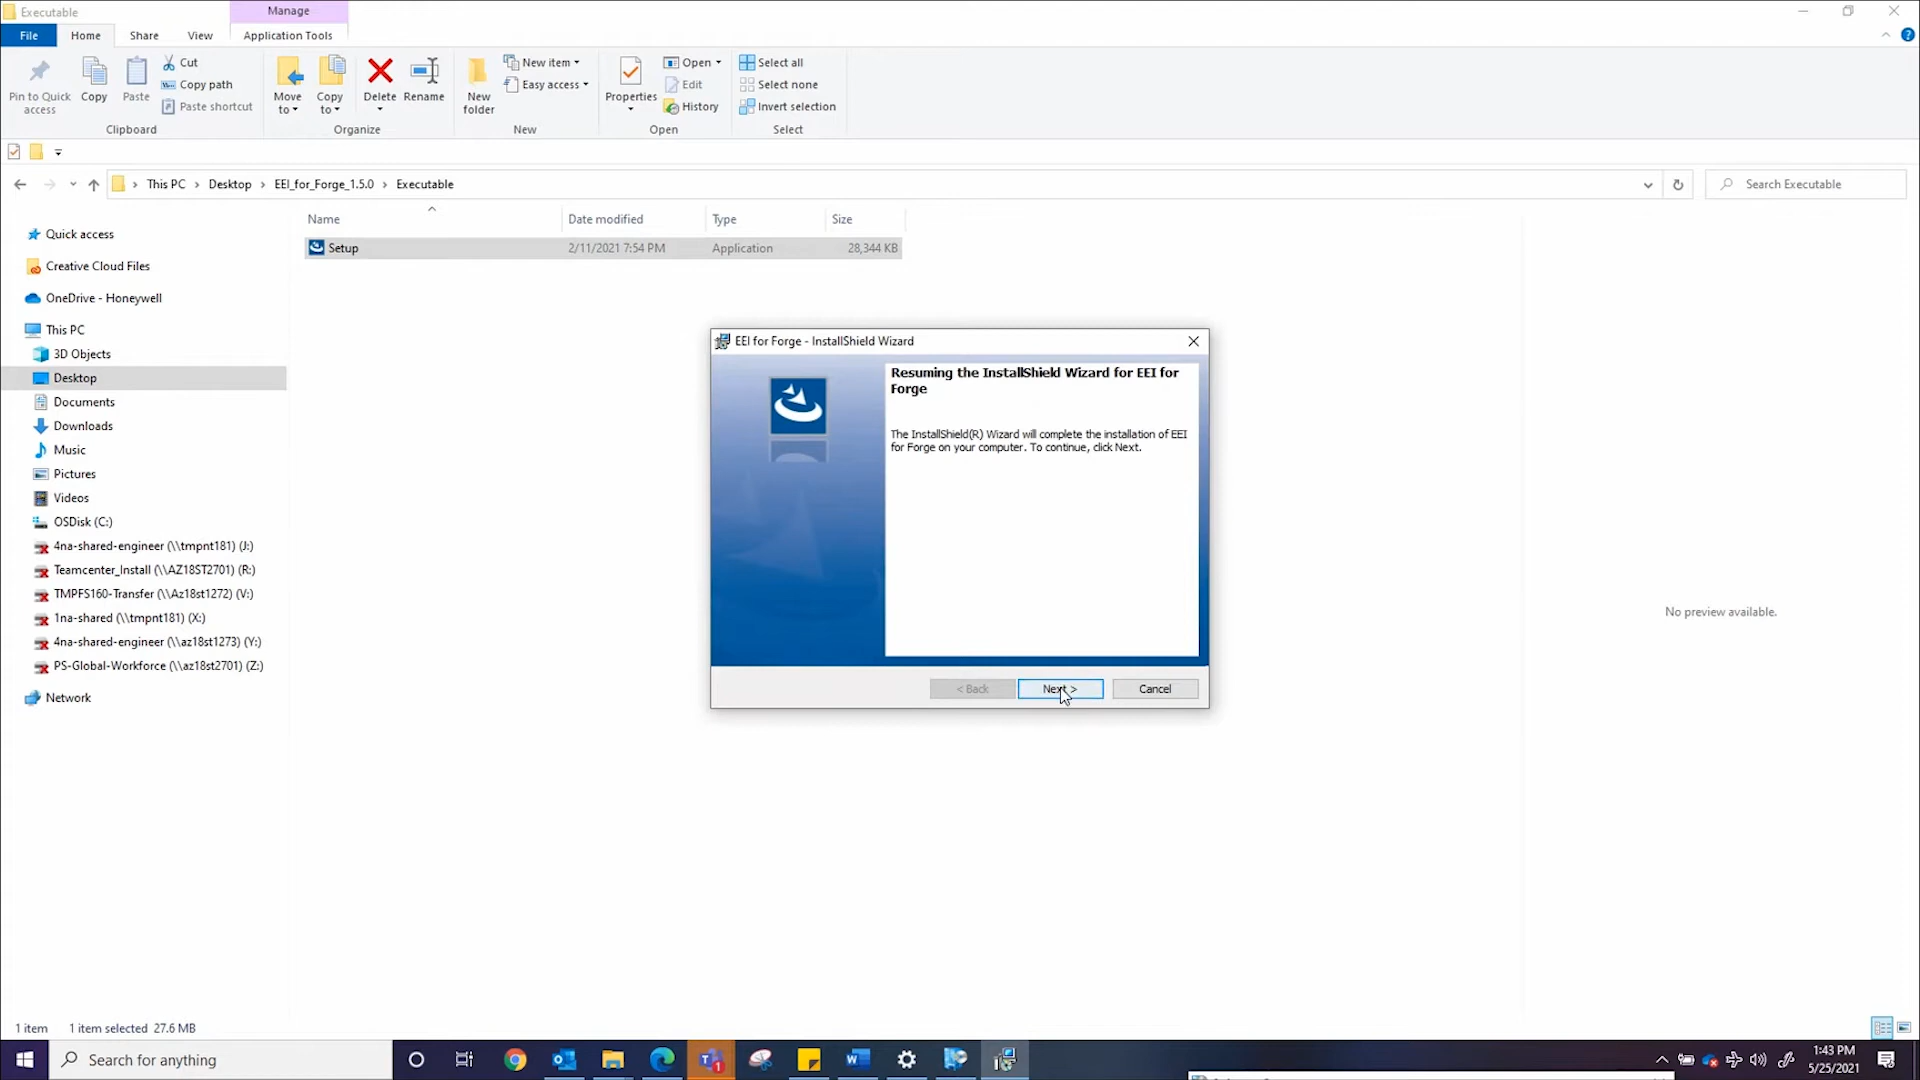 Executable
Manage
File
Home
Share
View
Application Tools
Pin to Quick
access
Copy
Paste
Cut
Copy path
Paste shortcut
Clipboard
Move
to
Copy
to
Delete
Rename
Organize
New
folder
New item
Easy access
New
Properties
Open
Edit
History
Open
Select all
Select none
Invert selection
Select
This PC › Desktop › EEI_for_Forge_1.5.0 › Executable
Search Executable
Name
Date modified
Type
Size
Setup
2/11/2021 7:54 PM
Application
28,344 KB
Quick access
Creative Cloud Files
OneDrive - Honeywell
This PC
3D Objects
Desktop
Documents
Downloads
Music
Pictures
Videos
OSDisk (C:)
4na-shared-engineer (\\tmpnt181) (J:)
Teamcenter_Install (\\AZ18ST2701) (R:)
TMPFS160-Transfer (\\Az18st1272) (V:)
1na-shared (\\tmpnt181) (X:)
4na-shared-engineer (\\az18st1273) (Y:)
PS-Global-Workforce (\\az18st2701) (Z:)
Network
EEI for Forge - InstallShield Wizard
Resuming the InstallShield Wizard for EEI for
Forge
The InstallShield(R) Wizard will complete the installation of EEI
for Forge on your computer. To continue, click Next.
< Back
Next >
Cancel
No preview available.
1 item
1 item selected 27.6 MB
Search for anything
1
1:43 PM
5/25/2021